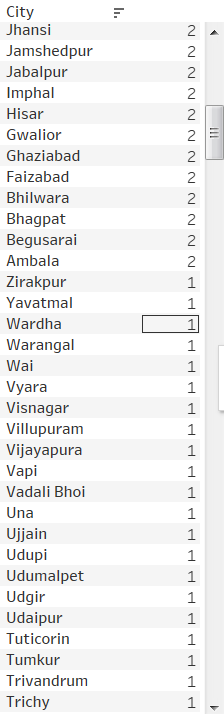 City
Jhansi 2
Jamshedpur 2
Jabalpur 2
Imphal 2
Hisar 2
Gwalior 2
Ghaziabad 2
Faizabad 2
Bhilwara 2
Bhagpat 2
Begusarai 2
Ambala 2
Zirakpur 1
Yavatmal 1
Wardha 1
Warangal 1
Wai 1
Vyara 1
Visnagar 1
Villupuram 1
Vijayapura 1
Vapi 1
Vadali Bhoi 1
Una 1
Ujjain 1
Udupi 1
Udumalpet 1
Udgir 1
Udaipur 1
Tuticorin 1
Tumkur 1
Trivandrum 1
Trichy 1